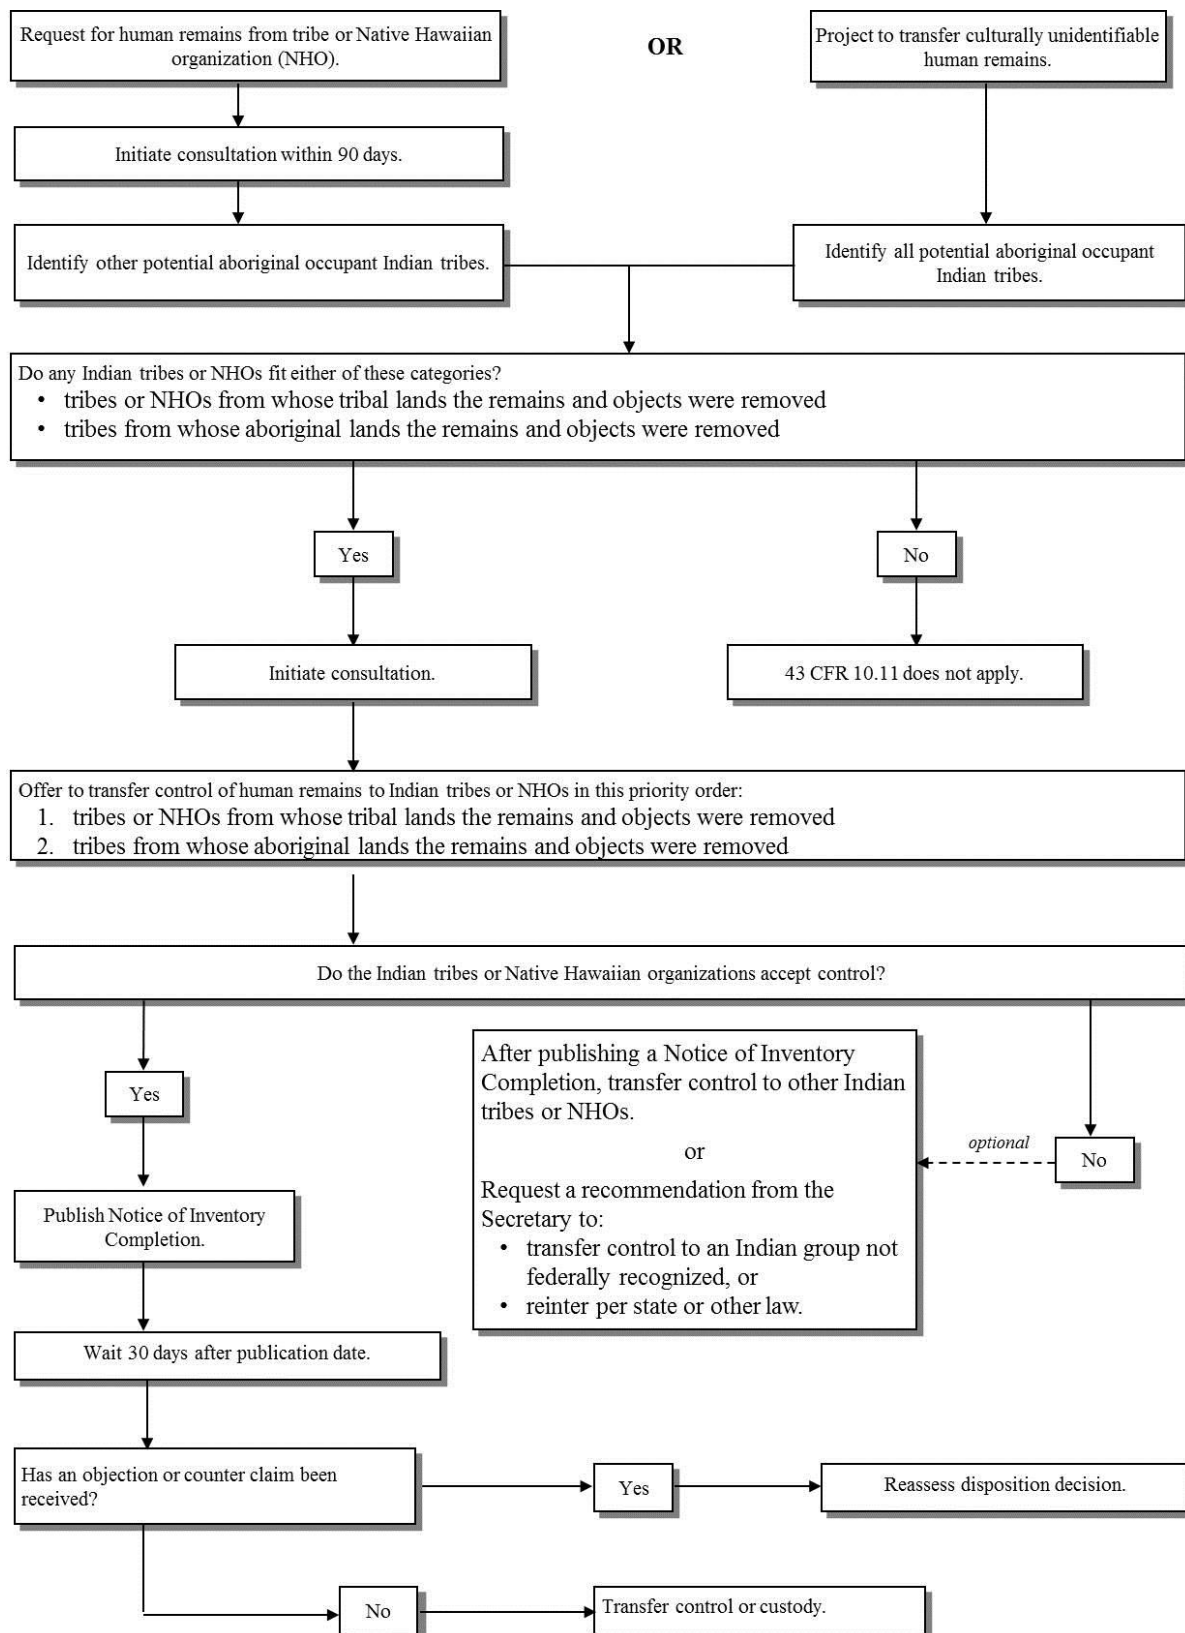 Request for human remains from tribe or Native Hawaiian
organization (NHO).
OR
Project to transfer culturally unidentifiable
human remains.
Initiate consultation within 90 days.
Identify other potential aboriginal occupant Indian tribes.
Identify all potential aboriginal occupant
Indian tribes.
Do any Indian tribes or NHOs fit either of these categories?
• tribes or NHOs from whose tribal lands the remains and objects were removed
• tribes from whose aboriginal lands the remains and objects were removed
Yes
No
Initiate consultation.
43 CFR 10.11 does not apply.
Offer to transfer control of human remains to Indian tribes or NHOs in this priority order:
1. tribes or NHOs from whose tribal lands the remains and objects were removed
2. tribes from whose aboriginal lands the remains and objects were removed
Do the Indian tribes or Native Hawaiian organizations accept control?
Yes
After publishing a Notice of Inventory
Completion, transfer control to other Indian
tribes or NHOs.
or
Request a recommendation from the
Secretary to:
• transfer control to an Indian group not
federally recognized, or
• reinter per state or other law.
optional
No
Publish Notice of Inventory
Completion.
Wait 30 days after publication date.
Has an objection or counter claim been
received?
Yes
Reassess disposition decision.
No
Transfer control or custody.